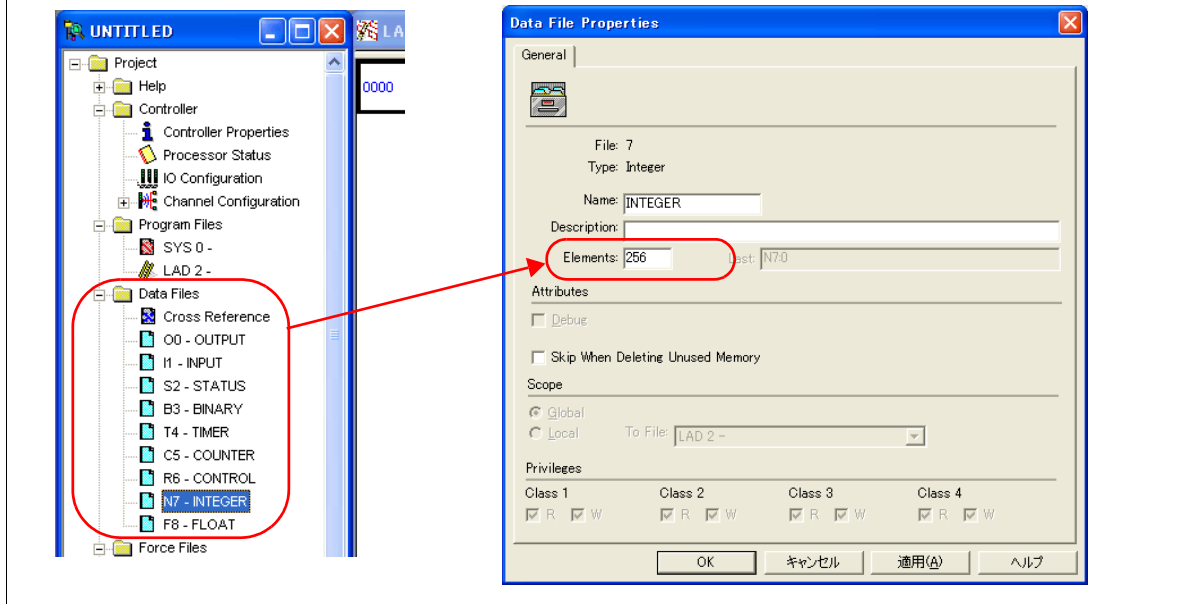 UNTITLED
LA
Project
Help
0000
Controller
Controller Properties
Processor Status
IO Configuration
Channel Configuration
Program Files
SYS 0 -
LAD 2 -
Data Files
Cross Reference
O0 - OUTPUT
I1 - INPUT
S2 - STATUS
B3 - BINARY
T4 - TIMER
C5 - COUNTER
R6 - CONTROL
N7 - INTEGER
F8 - FLOAT
Force Files
Data File Properties
General
File: 7
Type: Integer
Name: INTEGER
Description:
Elements: 256 Last: N7:0
Attributes
Debug
Skip When Deleting Unused Memory
Scope
Global
Local To File: LAD 2 -
Privileges
Class 1 Class 2 Class 3 Class 4
R W R W R W R W
OK キャンセル 適用(A) ヘルプ